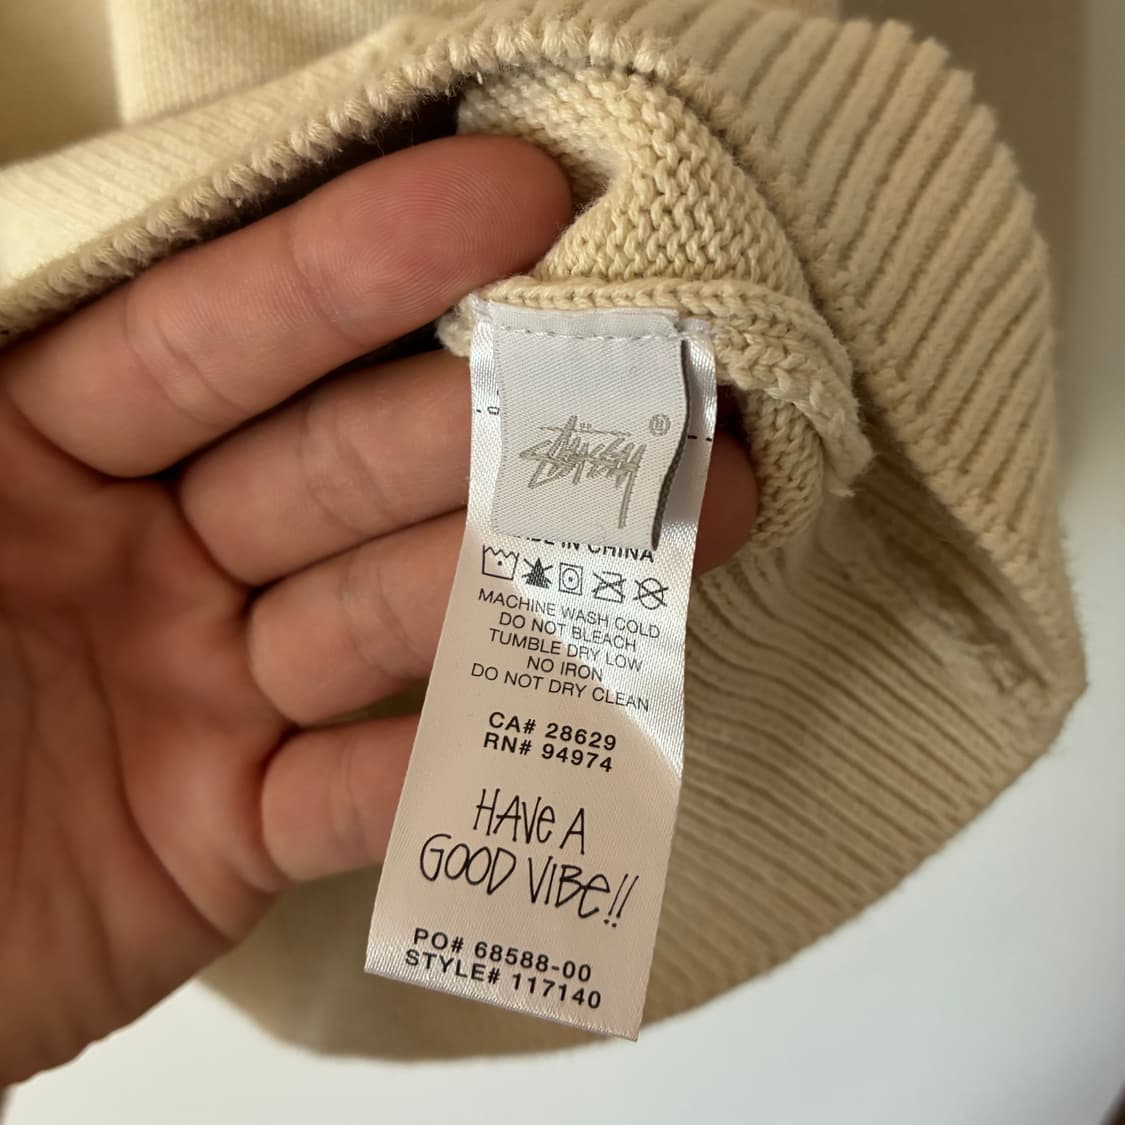 Stüssy ®
MADE IN CHINA
MACHINE WASH COLD
DO NOT BLEACH
TUMBLE DRY LOW
NO IRON
DO NOT DRY CLEAN
CA# 28629
RN# 94974
HAVE A
GOOD VIBE!!
PO# 68588-00
STYLE# 117140